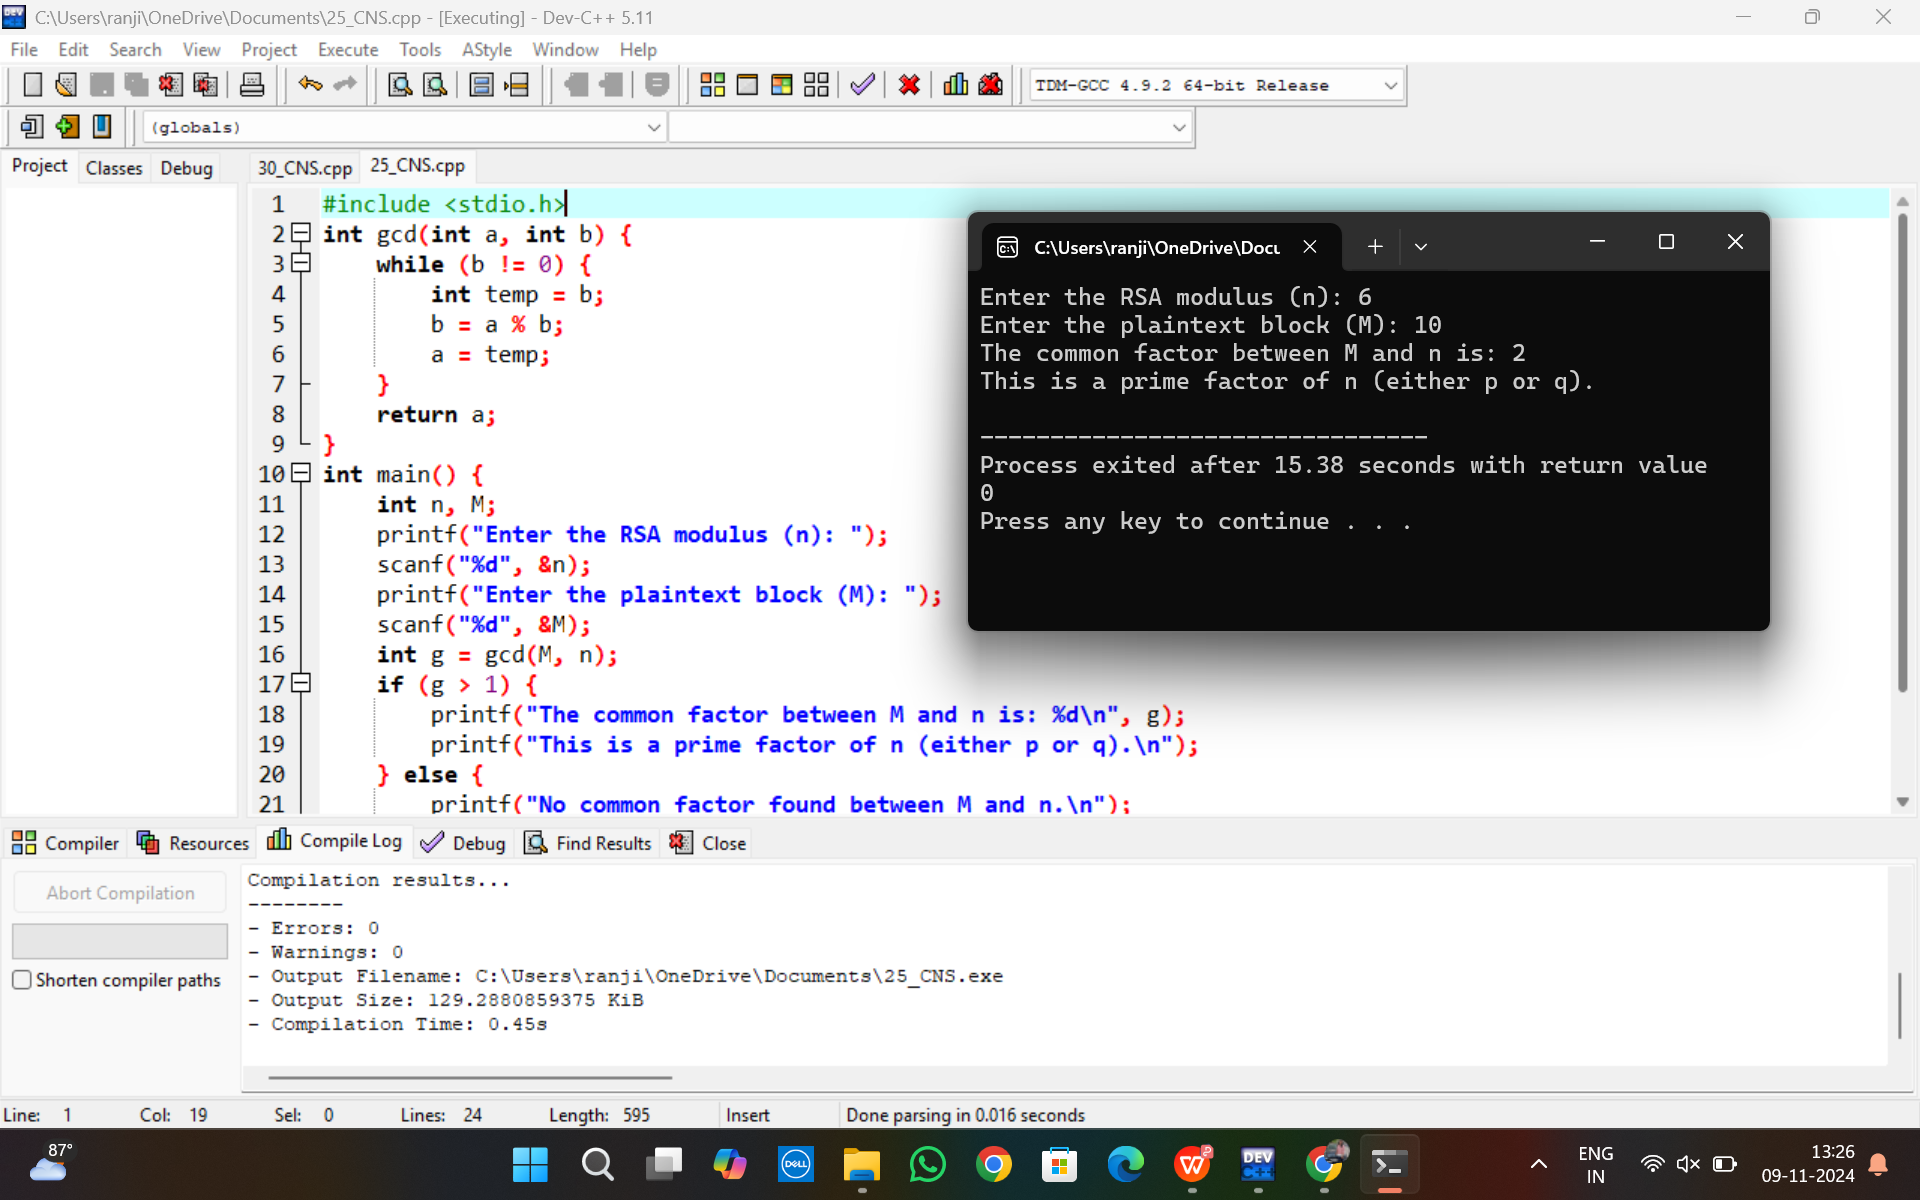 C:\Users\ranji\OneDrive\Documents\25_CNS.cpp - [Executing] - Dev-C++ 5.11
File Edit Search View Project Execute Tools AStyle Window Help
TDM-GCC 4.9.2 64-bit Release
(globals)
Project Classes Debug
30_CNS.cpp 25_CNS.cpp
1 #include <stdio.h>
2 int gcd(int a, int b) {
3 while (b != 0) {
4 int temp = b;
5 b = a % b;
6 a = temp;
7 }
8 return a;
9 }
10 int main() {
11 int n, M;
12 printf("Enter the RSA modulus (n): ");
13 scanf("%d", &n);
14 printf("Enter the plaintext block (M): ");
15 scanf("%d", &M);
16 int g = gcd(M, n);
17 if (g > 1) {
18 printf("The common factor between M and n is: %d\n", g);
19 printf("This is a prime factor of n (either p or q).\n");
20 } else {
21 printf("No common factor found between M and n.\n");
C:\Users\ranji\OneDrive\Docu
Enter the RSA modulus (n): 6
Enter the plaintext block (M): 10
The common factor between M and n is: 2
This is a prime factor of n (either p or q).
--------------------------------
Process exited after 15.38 seconds with return value
0
Press any key to continue . . .
Compiler Resources Compile Log Debug Find Results Close
Abort Compilation
Shorten compiler paths
Compilation results...
--------
- Errors: 0
- Warnings: 0
- Output Filename: C:\Users\ranji\OneDrive\Documents\25_CNS.exe
- Output Size: 129.2880859375 KiB
- Compilation Time: 0.45s
Line: 1 Col: 19 Sel: 0 Lines: 24 Length: 595 Insert Done parsing in 0.016 seconds
87°
DELL
DEV C++
ENG
IN
13:26
09-11-2024